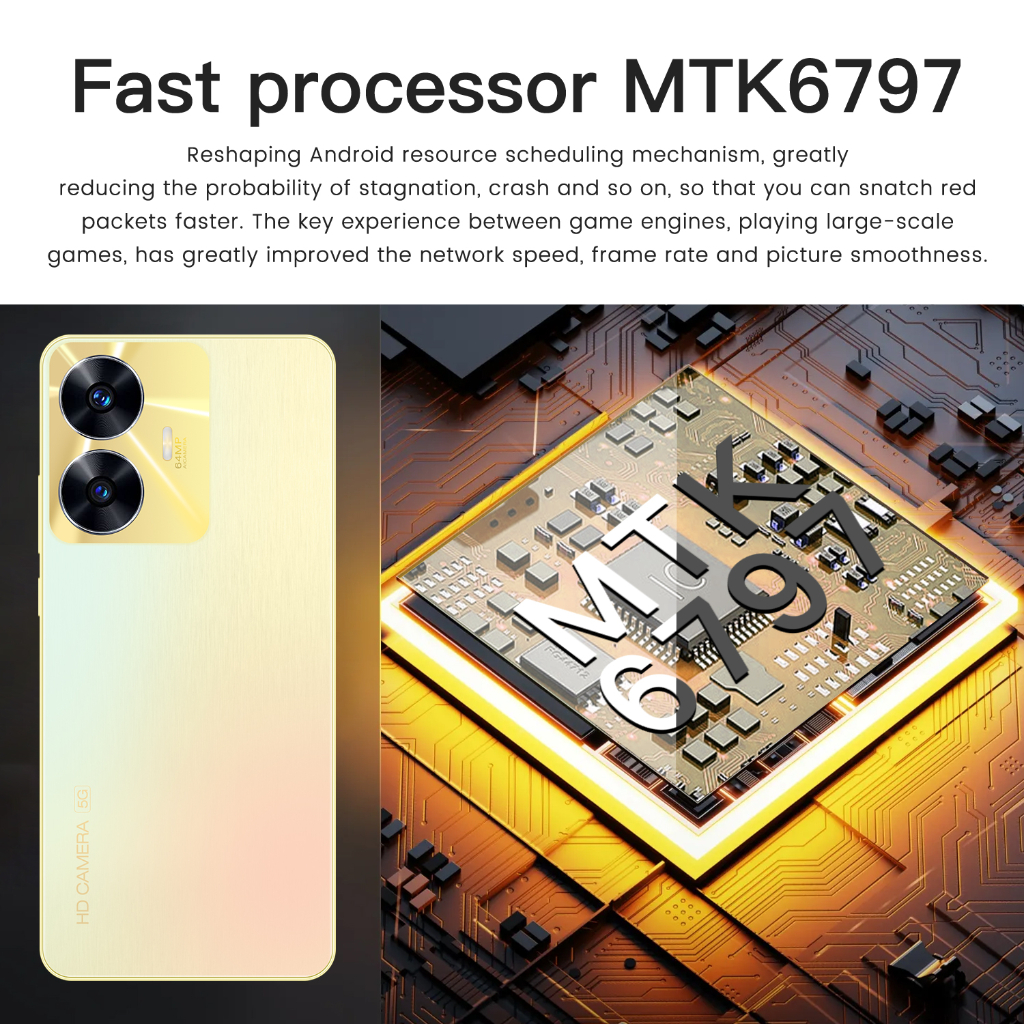 Fast processor MTK6797
Reshaping Android resource scheduling mechanism, greatly
reducing the probability of stagnation, crash and so on, so that you can snatch red
packets faster. The key experience between game engines, playing large-scale
games, has greatly improved the network speed, frame rate and picture smoothness.
64MP
HD CAMERA 5G
MTK
6797
IC